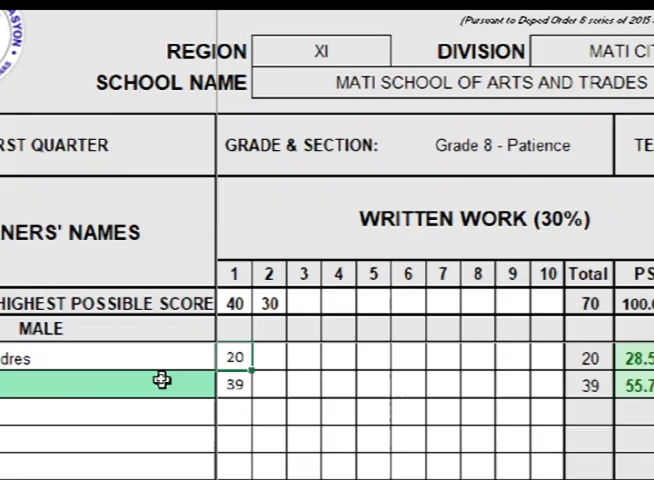 (Pursuant to Deped Order 8 series of 2015
REGION XI DIVISION MATI CIT
SCHOOL NAME MATI SCHOOL OF ARTS AND TRADES
RST QUARTER GRADE & SECTION: Grade 8 - Patience TE
NERS' NAMES WRITTEN WORK (30%)
1 2 3 4 5 6 7 8 9 10 Total PS
HIGHEST POSSIBLE SCORE 40 30 70 100.0
MALE
dres 20 20 28.5
39 39 55.7